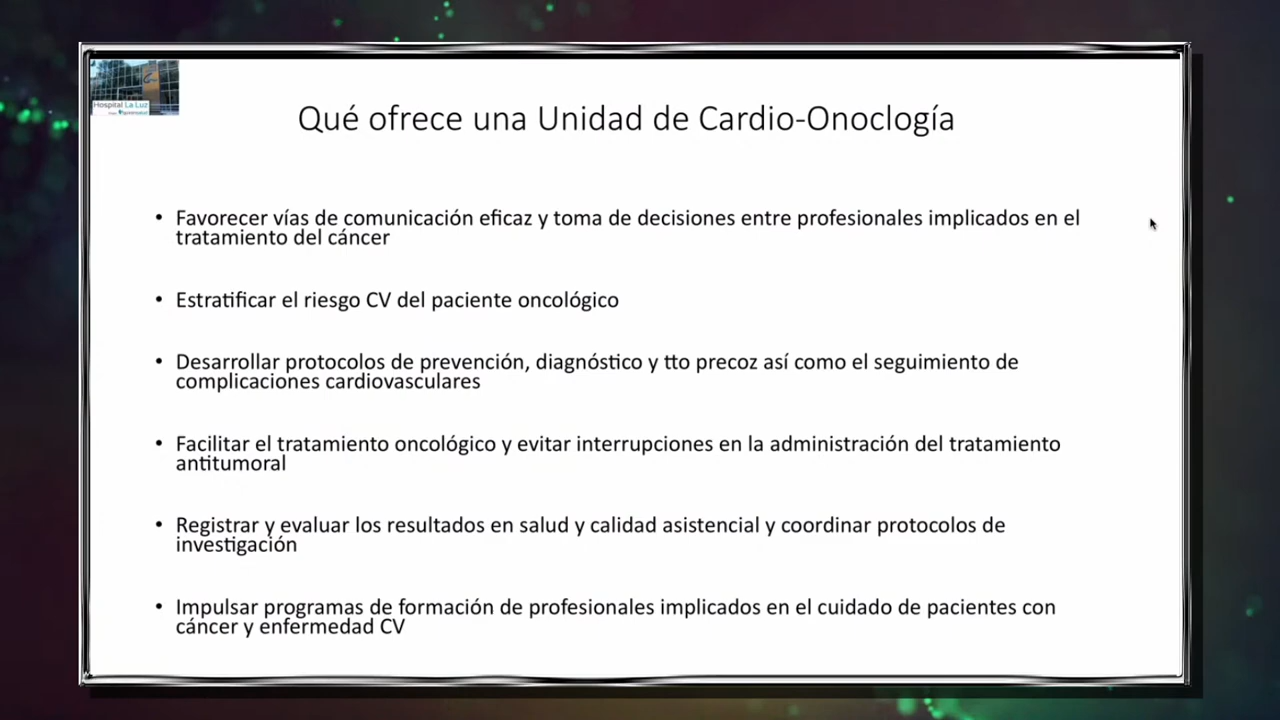 Hospital La Luz
Qué ofrece una Unidad de Cardio-Onoclogía
• Favorecer vías de comunicación eficaz y toma de decisiones entre profesionales implicados en el
tratamiento del cáncer
• Estratificar el riesgo CV del paciente oncológico
• Desarrollar protocolos de prevención, diagnóstico y tto precoz así como el seguimiento de
complicaciones cardiovasculares
• Facilitar el tratamiento oncológico y evitar interrupciones en la administración del tratamiento
antitumoral
• Registrar y evaluar los resultados en salud y calidad asistencial y coordinar protocolos de
investigación
• Impulsar programas de formación de profesionales implicados en el cuidado de pacientes con
cáncer y enfermedad CV